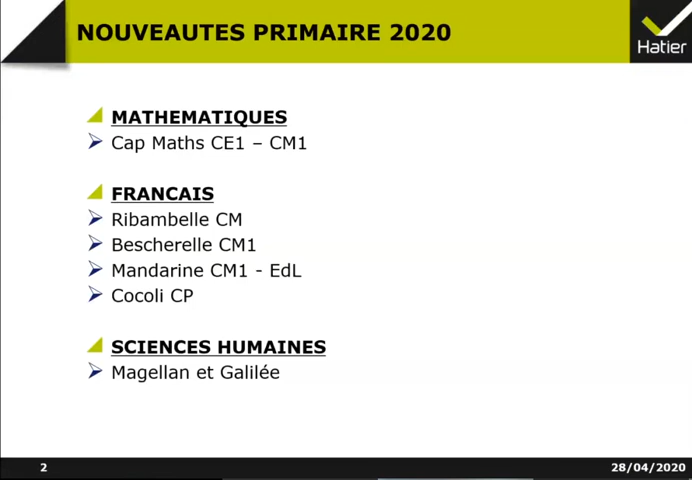 NOUVEAUTES PRIMAIRE 2020
Hatier
MATHEMATIQUES
Cap Maths CE1 – CM1
FRANCAIS
Ribambelle CM
Bescherelle CM1
Mandarine CM1 - EdL
Cocoli CP
SCIENCES HUMAINES
Magellan et Galilée
2
28/04/2020